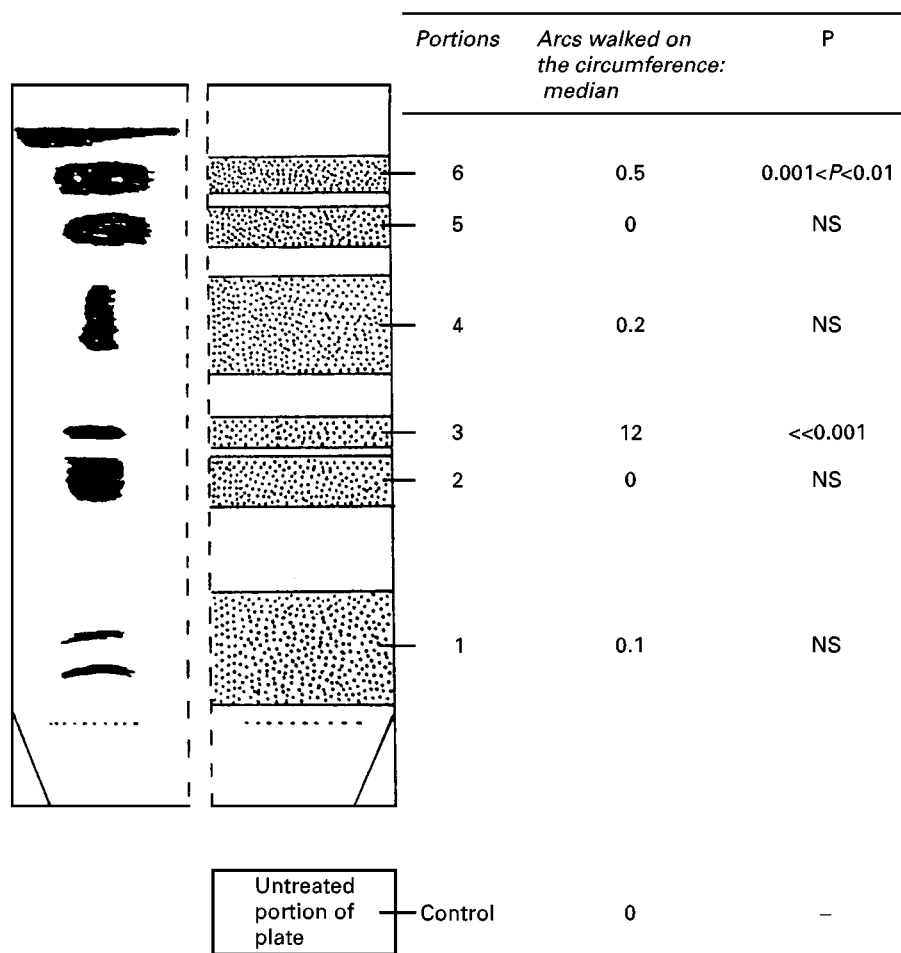 Portions Arcs walked on the circumference: median P
6 0.5 0.001<P<0.01
5 0 NS
4 0.2 NS
3 12 <<0.001
2 0 NS
1 0.1 NS
Untreated portion of plate Control 0 –